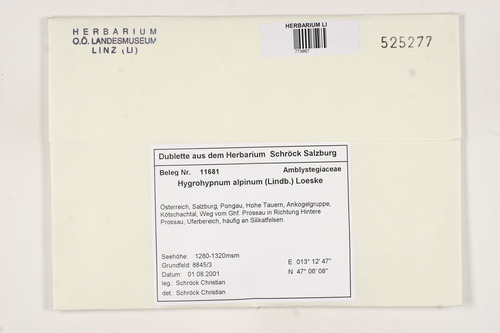 HERBARIUM
O.Ö. LANDESMUSEUM
LINZ (LI)
HERBARIUM LI
773867
525277
Dublette aus dem Herbarium Schröck Salzburg
Beleg Nr. 11681 Amblystegiaceae
Hygrohypnum alpinum (Lindb.) Loeske
Österreich, Salzburg, Pongau, Hohe Tauern, Ankogelgruppe,
Kötschachtal, Weg vom Ghf. Prossau in Richtung Hintere
Prossau, Uferbereich, häufig an Silikatfelsen.
Seehöhe: 1280-1320msm
Grundfeld: 8845/3
Datum: 01.08.2001
leg. Schröck Christian
det. Schröck Christian
E 013° 12' 47"
N 47° 06' 08"